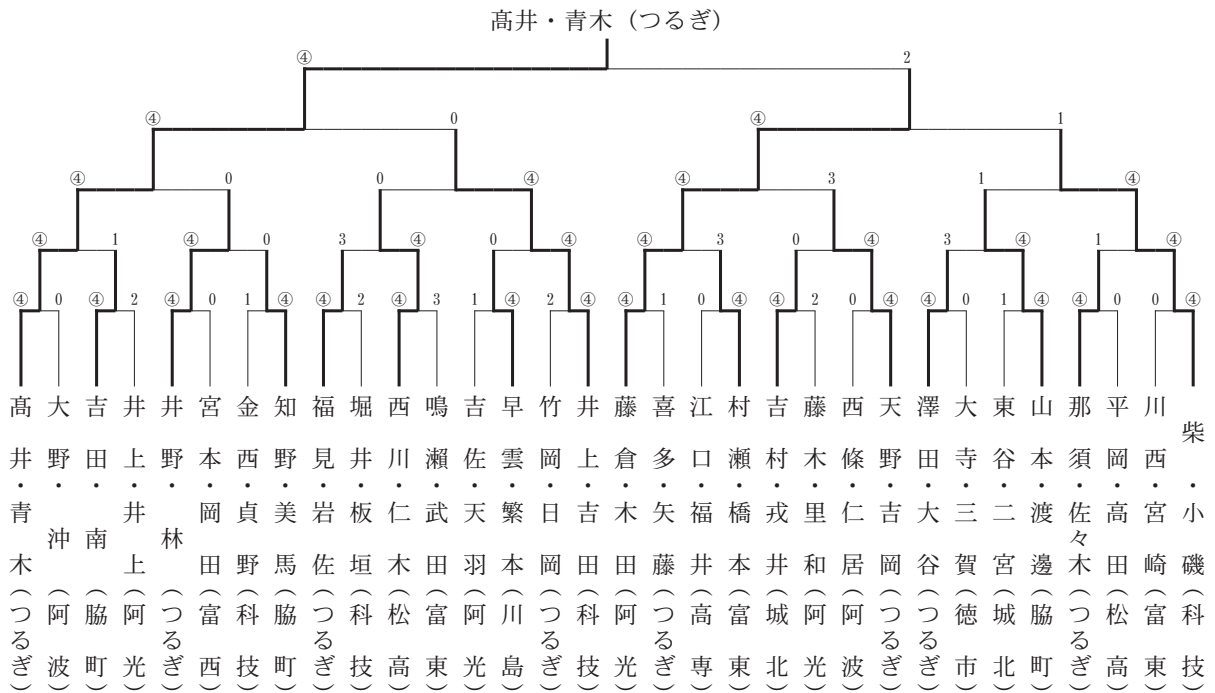 髙井・青木（つるぎ）
④ 2
④ 0 ④ 1
④ 0 0 ④ ④ 3 1 ④
④ 1 ④ 0 3 ④ 0 ④ ④ 3 0 ④ 3 ④ 1 ④
④ 0 ④ 2 ④ 0 1 ④ ④ 2 ④ 3 1 ④ 2 ④ ④ 1 0 ④ ④ 2 0 ④ ④ 0 1 ④ ④ 0 0 ④
髙井・青木（つるぎ）
大野・沖（阿波）
吉田・南（脇町）
井上・井上（阿光）
井野・林（つるぎ）
宮本・岡田（富西）
金西・貞野（科技）
知野・美馬（脇町）
福見・岩佐（つるぎ）
堀井・板垣（科技）
西川・仁木（松高）
鳴瀬・武田（富東）
吉佐・天羽（阿光）
早雲・繁本（川島）
竹岡・日岡（つるぎ）
井上・吉田（科技）
藤倉・木田（阿光）
喜多・矢藤（つるぎ）
江口・福井（高専）
村瀬・橋本（富東）
吉村・戎井（城北）
藤木・里和（阿光）
西條・仁居（阿波）
天野・吉岡（つるぎ）
澤田・大谷（つるぎ）
大寺・三賀（徳市）
東谷・二宮（城北）
山本・渡邊（脇町）
那須・佐々木（つるぎ）
平岡・高田（松高）
川西・宮崎（富東）
柴・小磯（科技）